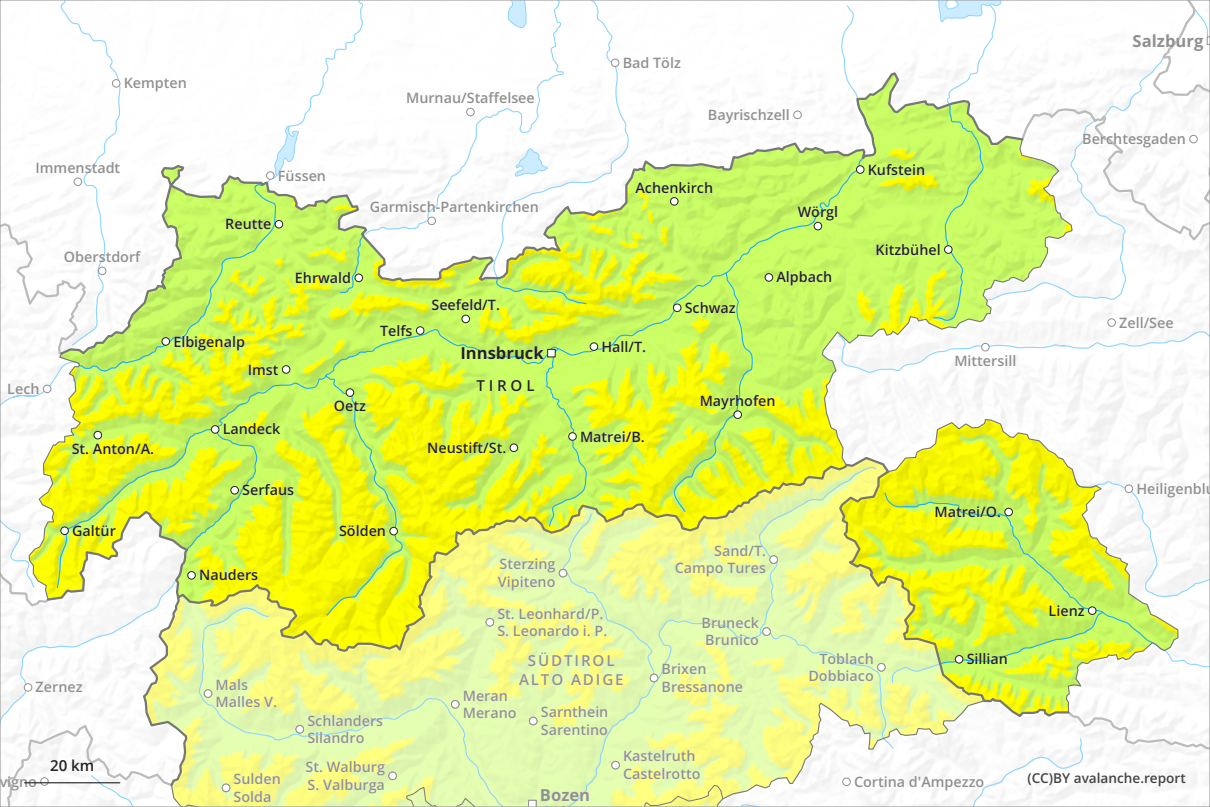 Salzburg
Bad Tölz
Kempten
Murnau/Staffelsee
Bayrischzell
Berchtesgaden
Immenstadt
Füssen
Kufstein
Achenkirch
Garmisch-Partenkirchen
Wörgl
Reutte
Kitzbühel
Oberstdorf
Ehrwald
Alpbach
Seefeld/T.
Schwaz
Zell/See
Telfs
Elbigenalp
Innsbruck
Hall/T.
Mittersill
Imst
TIROL
Lech
Oetz
Mayrhofen
Landeck
Matrei/B.
St. Anton/A.
Neustift/St.
Serfaus
Heiligenblu
Matrei/O.
Galtür
Sölden
Sand/T.
Campo Tures
Sterzing
Vipiteno
Nauders
Lienz
St. Leonhard/P.
S. Leonardo i. P.
Bruneck
Brunico
SÜDTIROL
ALTO ADIGE
Toblach
Dobbiaco
Sillian
Brixen
Bressanone
Zernez
Mals
Malles V.
Meran
Merano
Sarnthein
Sarentino
Schlanders
Silandro
20 km
Kastelruth
Castelrotto
St. Walburg
S. Valburga
Sulden
Solda
vigno
Cortina d'Ampezzo
(CC)BY avalanche.report
Bozen